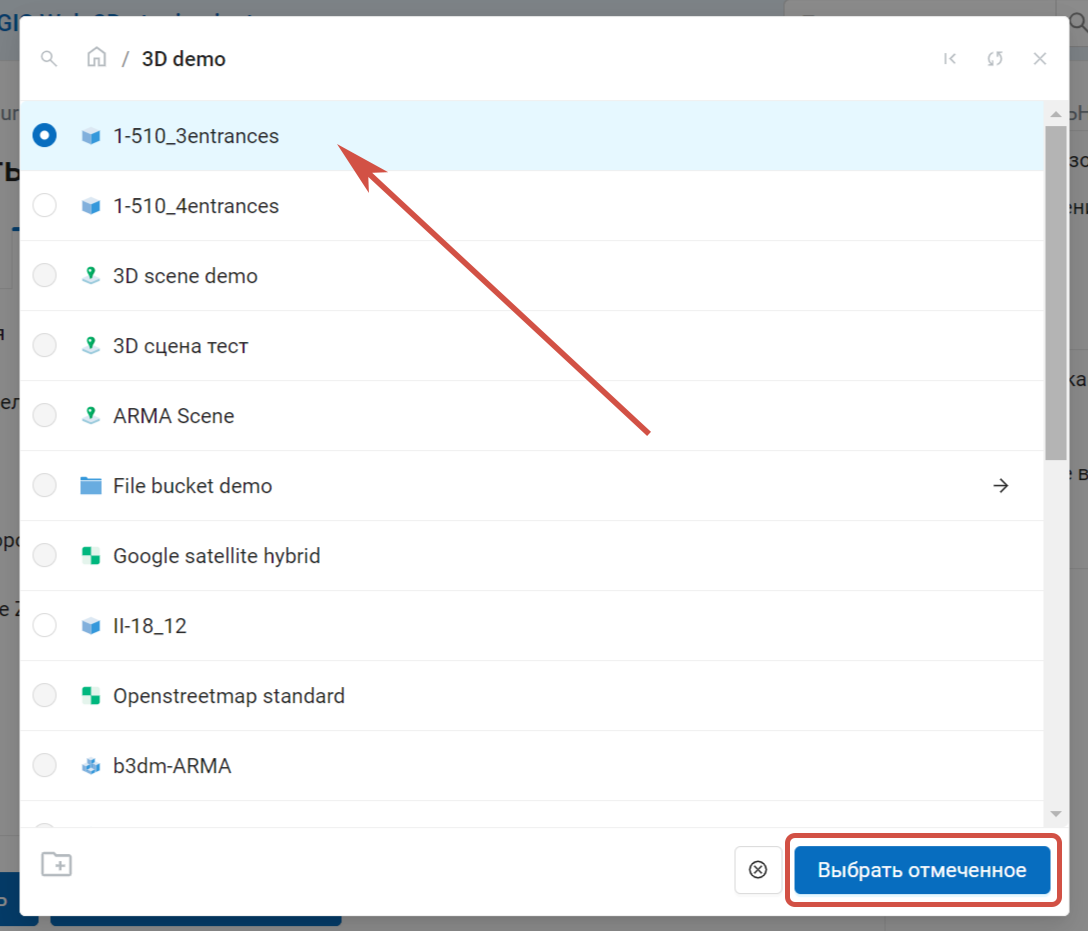 / 3D demo
1-510_3entrances
1-510_4entrances
3D scene demo
3D сцена тест
ARMA Scene
File bucket demo
Google satellite hybrid
II-18_12
Openstreetmap standard
b3dm-ARMA
Выбрать отмеченное